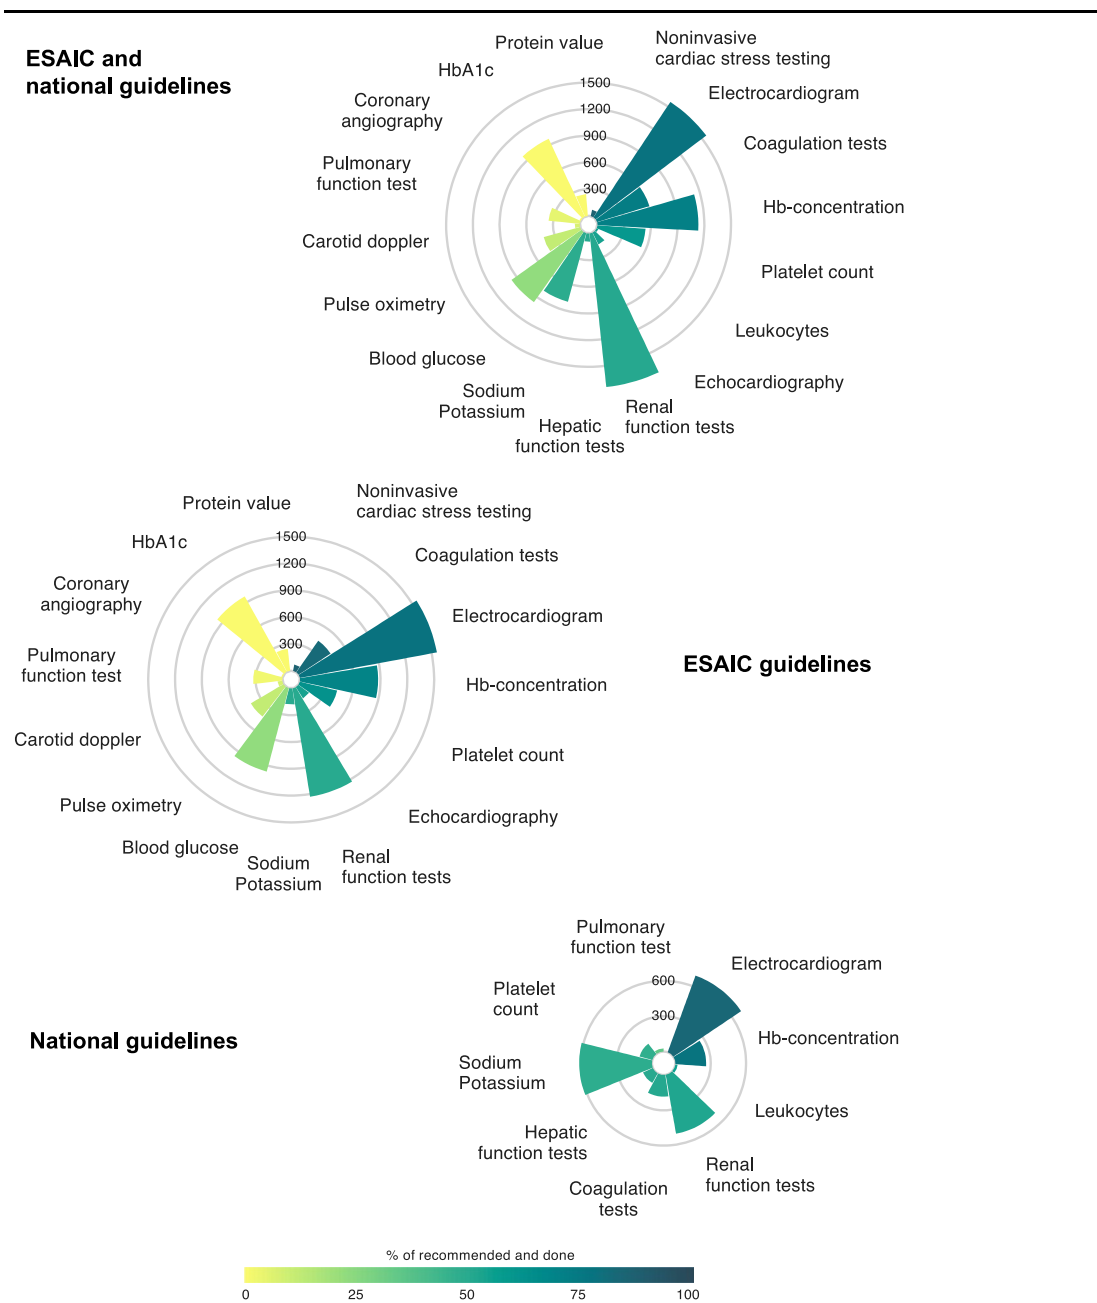 ESAIC and
national guidelines
Protein value
Noninvasive
cardiac stress testing
HbA1c
Electrocardiogram
Coronary
angiography
Coagulation tests
Pulmonary
function test
Hb-concentration
Carotid doppler
Platelet count
Pulse oximetry
Leukocytes
Blood glucose
Echocardiography
Sodium
Potassium
Hepatic
function tests
Renal
function tests
1500
1200
900
600
300
Protein value
Noninvasive
cardiac stress testing
HbA1c
Coagulation tests
Coronary
angiography
Electrocardiogram
Pulmonary
function test
Hb-concentration
Carotid doppler
Platelet count
Pulse oximetry
Echocardiography
Blood glucose
Sodium
Potassium
Renal
function tests
1500
1200
900
600
300
ESAIC guidelines
National guidelines
Pulmonary
function test
Electrocardiogram
Platelet
count
Hb-concentration
Sodium
Potassium
Leukocytes
Hepatic
function tests
Renal
function tests
Coagulation
tests
600
300
% of recommended and done
0 25 50 75 100